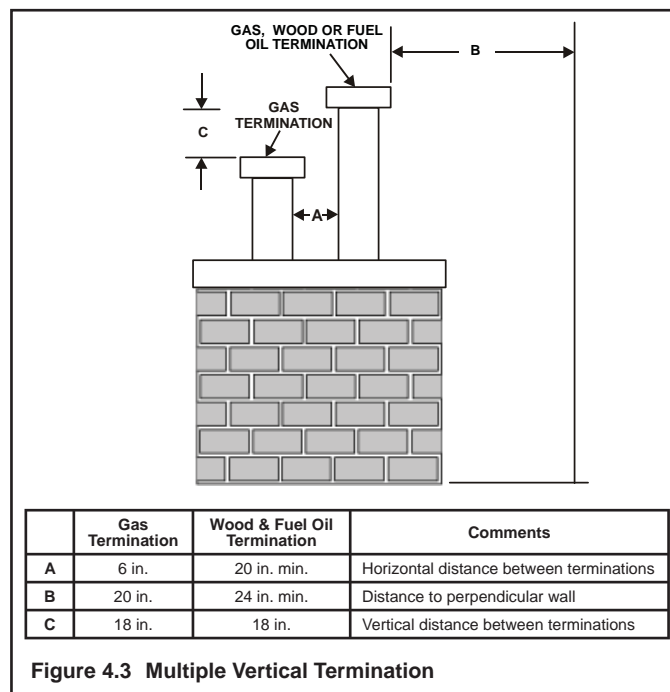 GAS, WOOD OR FUEL
OIL TERMINATION
B
GAS
TERMINATION
C
A
Gas Termination | Wood & Fuel Oil Termination | Comments
A | 6 in. | 20 in. min. | Horizontal distance between terminations
B | 20 in. | 24 in. min. | Distance to perpendicular wall
C | 18 in. | 18 in. | Vertical distance between terminations
Figure 4.3 Multiple Vertical Termination